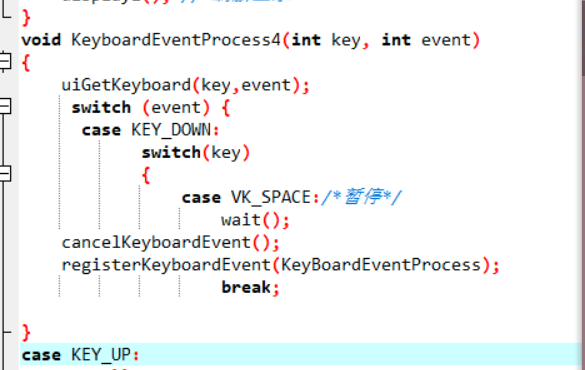 }
void KeyboardEventProcess4(int key, int event)
{
uiGetKeyboard(key,event);
switch (event) {
case KEY_DOWN:
switch(key)
{
case VK_SPACE:/*暂停*/
wait();
cancelKeyboardEvent();
registerKeyboardEvent(KeyBoardEventProcess);
break;
}
case KEY_UP: